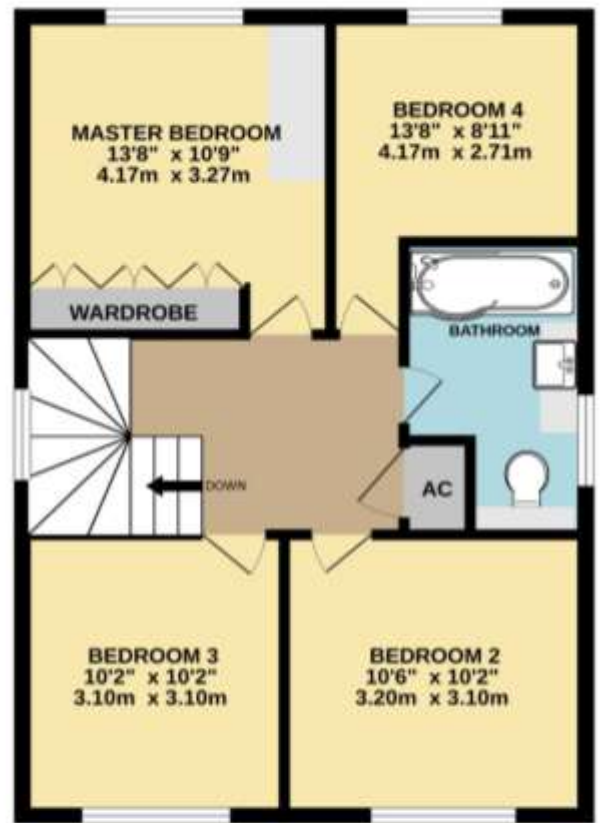 MASTER BEDROOM
13'8" x 10'9"
4.17m x 3.27m
BEDROOM 4
13'8" x 8'11"
4.17m x 2.71m
WARDROBE
BATHROOM
DOWN
AC
BEDROOM 3
10'2" x 10'2"
3.10m x 3.10m
BEDROOM 2
10'6" x 10'2"
3.20m x 3.10m